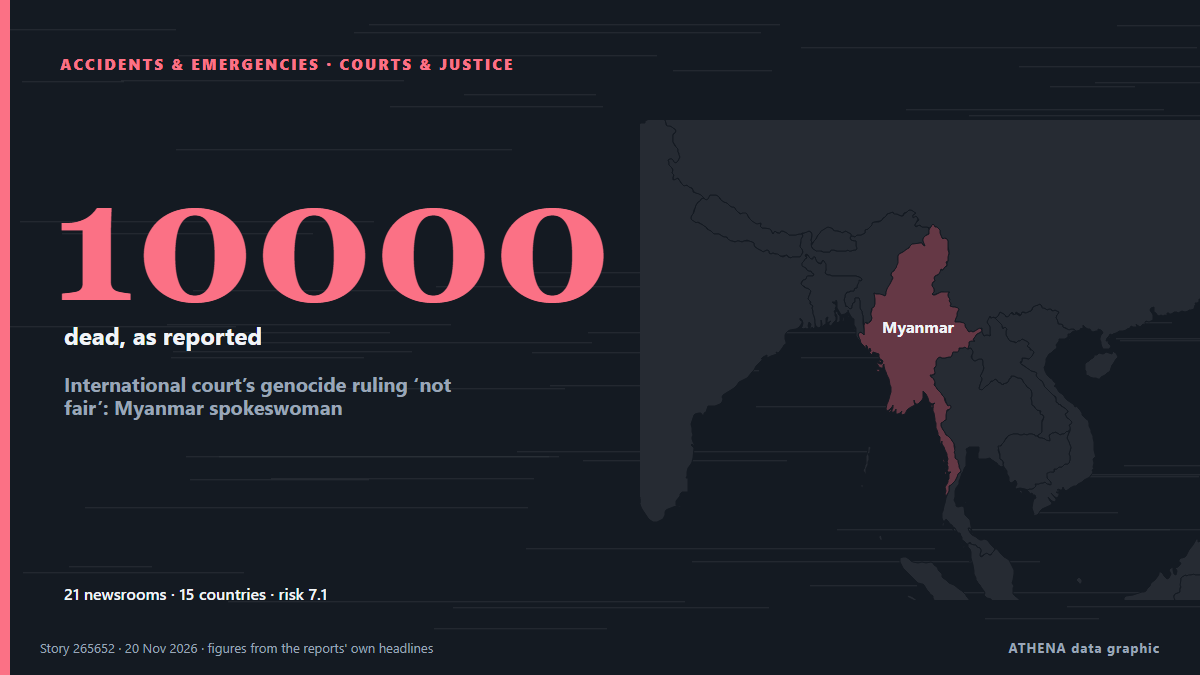 ACCIDENTS & EMERGENCIES · COURTS & JUSTICE
10000
dead, as reported
International court’s genocide ruling ‘not
fair’: Myanmar spokeswoman
Myanmar
21 newsrooms · 15 countries · risk 7.1
Story 265652 · 20 Nov 2026 · figures from the reports' own headlines
ATHENA data graphic